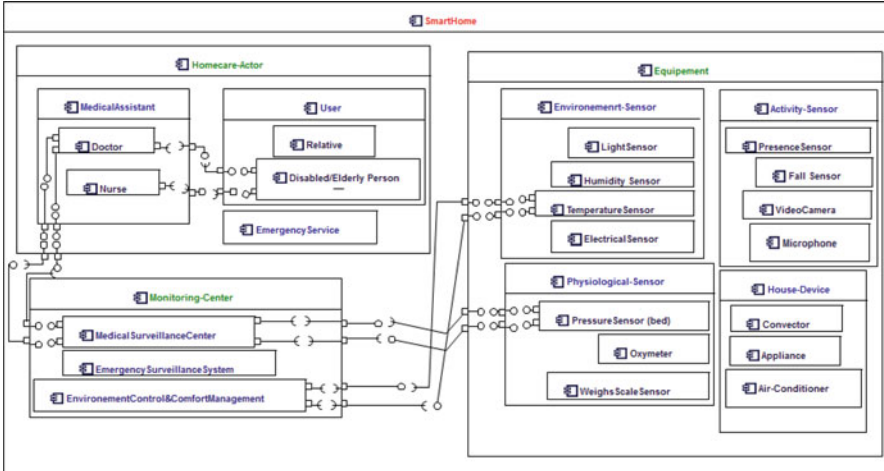 SmartHome
Homecare-Actor
MedicalAssistant
Doctor
Nurse
User
Relative
Disabled/Elderly Person
EmergencyService
Monitoring-Center
MedicalSurveillanceCenter
EmergencySurveillanceSystem
EnvironementControl&ComfortManagement
Equipement
Environememt-Sensor
LightSensor
Humidity Sensor
TemperatureSensor
ElectricalSensor
Activity-Sensor
PresenceSensor
Fall Sensor
VideoCamera
Microphone
Physiological-Sensor
PressureSensor (bed)
Oxymeter
WeighsScaleSensor
House-Device
Convector
Appliance
Air-Conditioner